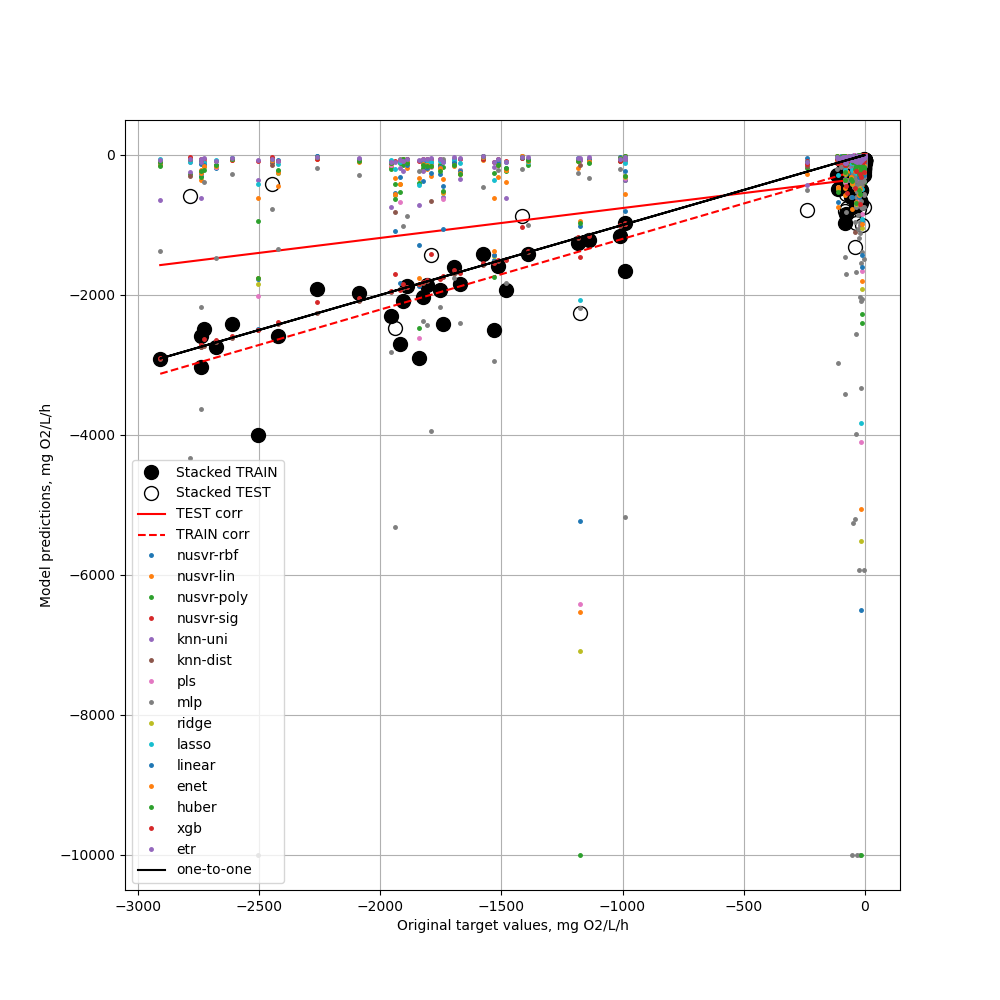 0
−2000
−4000
−6000
−8000
−10000
Model predictions, mg O2/L/h
Stacked TRAIN
Stacked TEST
TEST corr
TRAIN corr
nusvr-rbf
nusvr-lin
nusvr-poly
nusvr-sig
knn-uni
knn-dist
pls
mlp
ridge
lasso
linear
enet
huber
xgb
etr
one-to-one
−3000 −2500 −2000 −1500 −1000 −500 0
Original target values, mg O2/L/h